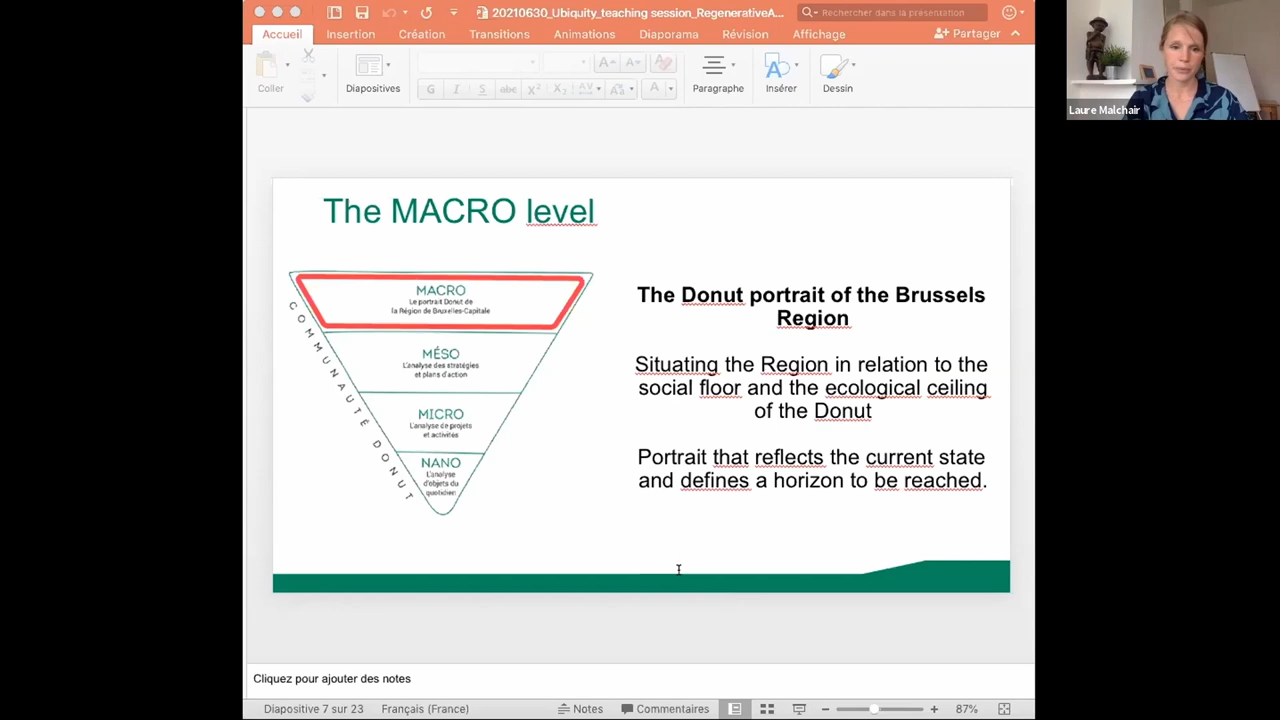 20210630_Ubiquity_teaching session_RegenerativeA...
Rechercher dans la présentation
Accueil
Insertion
Création
Transitions
Animations
Diaporama
Révision
Affichage
Partager
Coller
Diapositives
G I S abc X² X₂ AV A
Paragraphe
Insérer
Dessin
Laure Malchair
The MACRO level
MACRO
Le portrait Donut de
la Région de Bruxelles-Capitale
MÉSO
L'analyse des stratégies
et plans d'action
MICRO
L'analyse de projets
et activités
NANO
L'analyse
d'objets du
quotidien
COMMUNAUTÉ DONUT
The Donut portrait of the Brussels
Region
Situating the Region in relation to the
social floor and the ecological ceiling
of the Donut
Portrait that reflects the current state
and defines a horizon to be reached.
Cliquez pour ajouter des notes
Diapositive 7 sur 23
Français (France)
Notes
Commentaires
87%